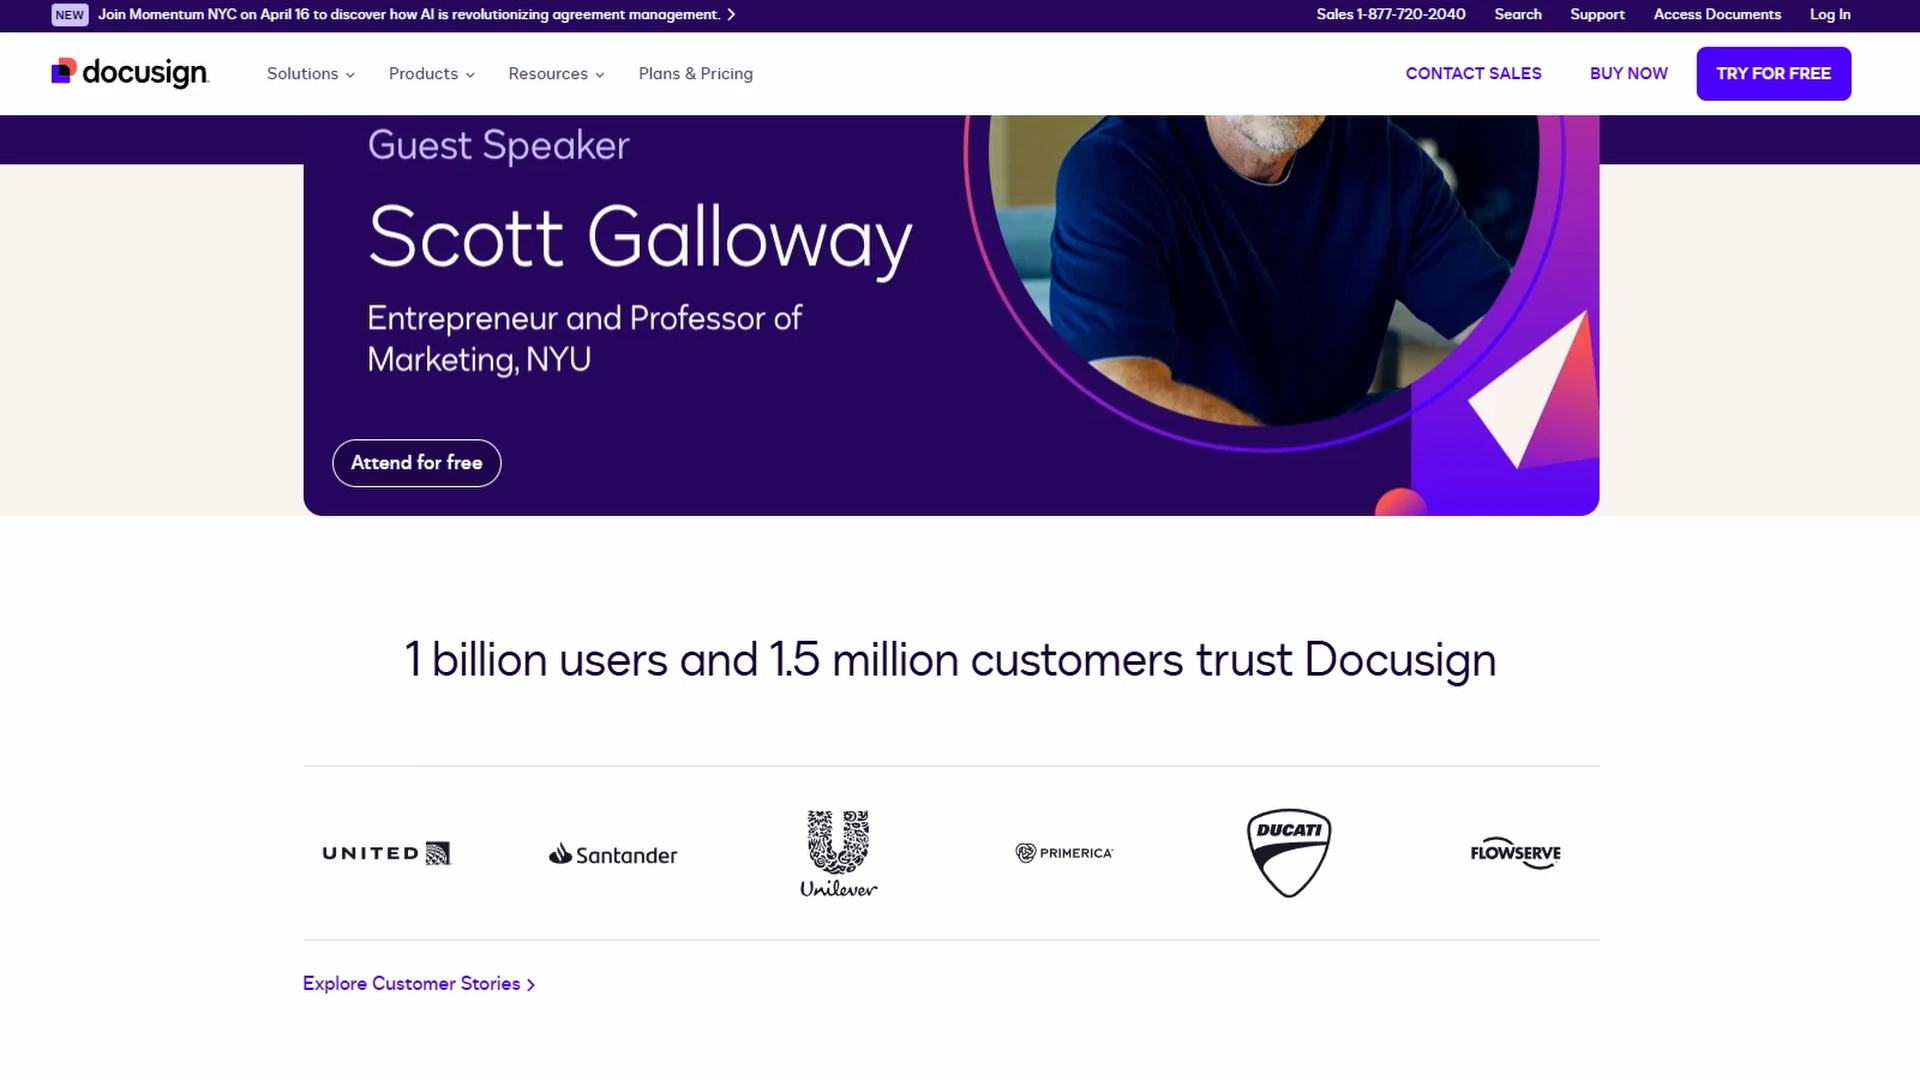 NEW Join Momentum NYC on April 16 to discover how AI is revolutionizing agreement management.
Sales 1-877-720-2040 Search Support Access Documents Log In
docusign Solutions Products Resources Plans & Pricing CONTACT SALES BUY NOW TRY FOR FREE
Guest Speaker
Scott Galloway
Entrepreneur and Professor of
Marketing, NYU
Attend for free
1 billion users and 1.5 million customers trust Docusign
UNITED Santander Unilever PRIMERICA DUCATI FLOWSERVE
Explore Customer Stories